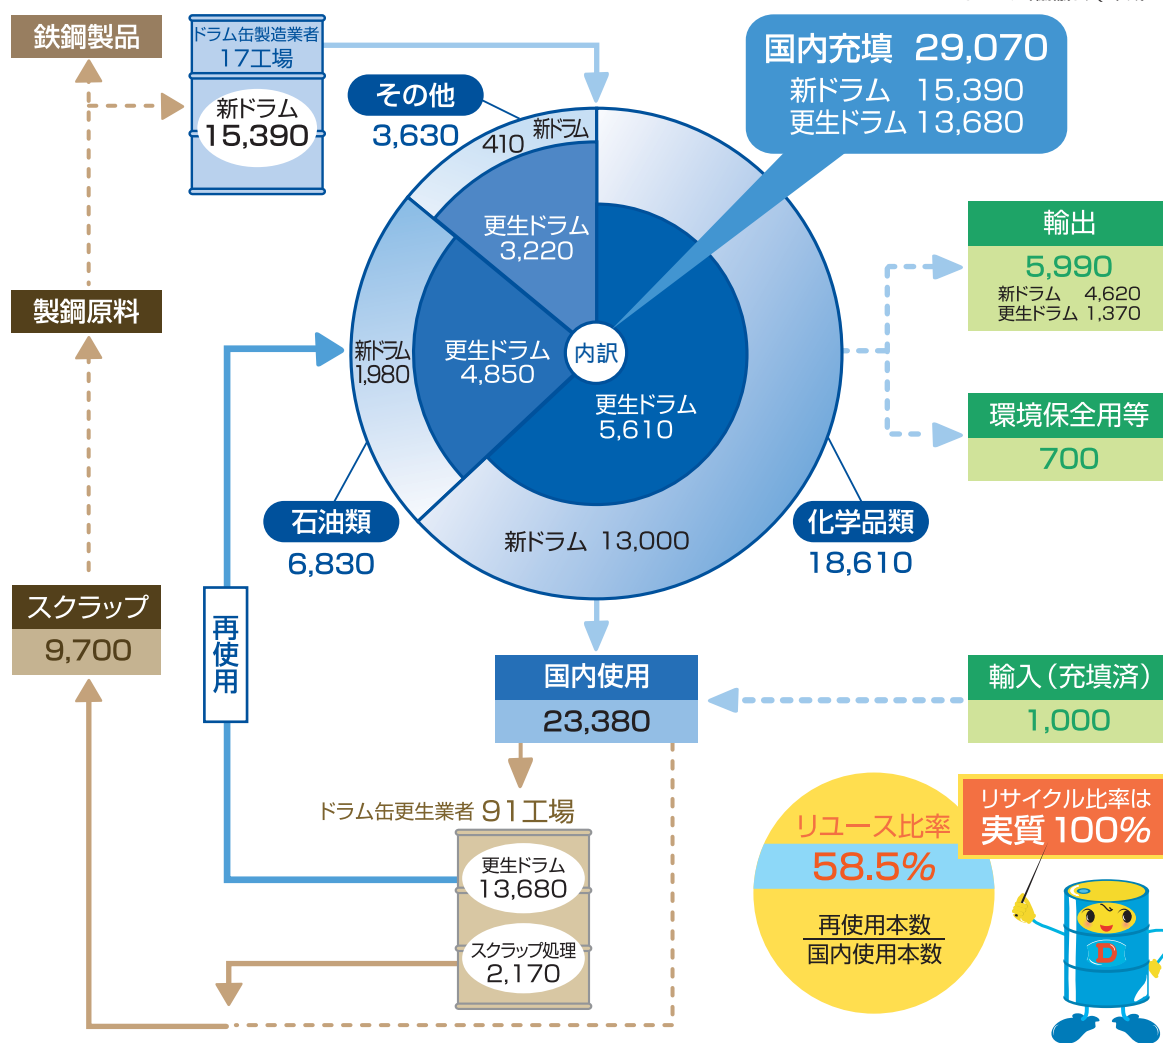 鉄鋼製品
ドラム缶製造業者
17工場
新ドラム
15,390
その他
3,630
国内充填 29,070
新ドラム 15,390
更生ドラム 13,680
新ドラム
410
更生ドラム
3,220
輸出
5,990
新ドラム 4,620
更生ドラム 1,370
製鋼原料
新ドラム
1,980
更生ドラム
4,850
内訳
更生ドラム
5,610
環境保全用等
700
石油類
6,830
新ドラム 13,000
化学品類
18,610
スクラップ
9,700
再使用
国内使用
23,380
輸入(充填済)
1,000
ドラム缶更生業者 91工場
更生ドラム
13,680
スクラップ処理
2,170
リユース比率
58.5%
再使用本数
国内使用本数
リサイクル比率は
実質 100%
D